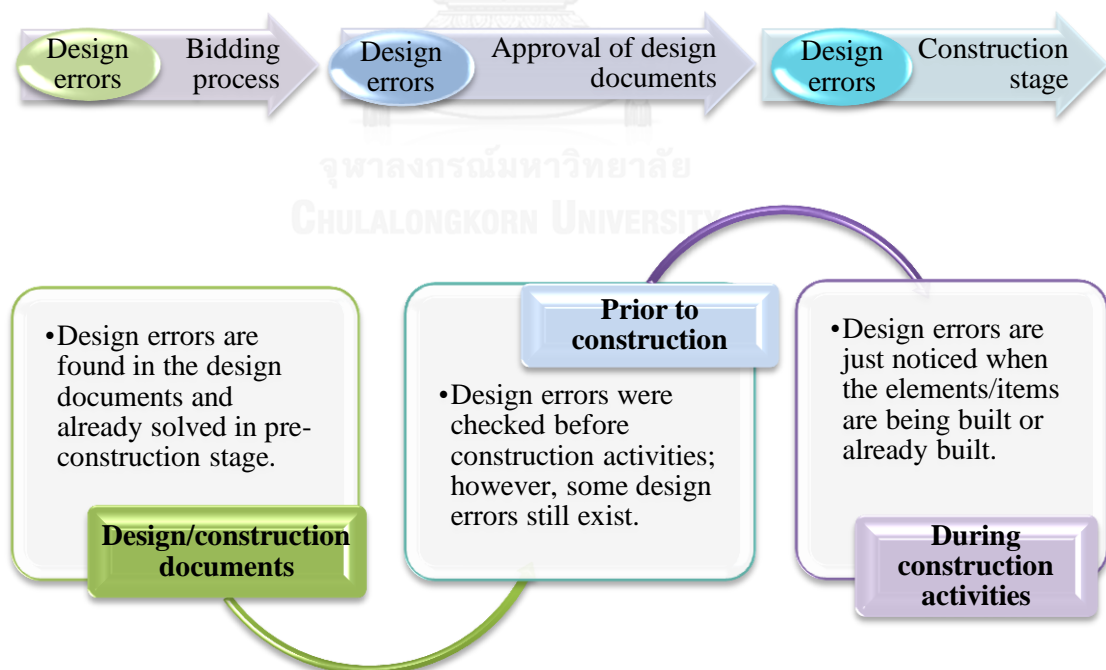 Design
errors
Bidding
process
Design
errors
Approval of design
documents
Design
errors
Construction
stage
จุฬาลงกรณ์มหาวิทยาลัย
CHULALONGKORN UNIVERSITY
•Design errors are
found in the design
documents and
already solved in pre-
construction stage.
Design/construction
documents
Prior to
construction
•Design errors were
checked before
construction activities;
however, some design
errors still exist.
•Design errors are
just noticed when
the elements/items
are being built or
already built.
During
construction
activities